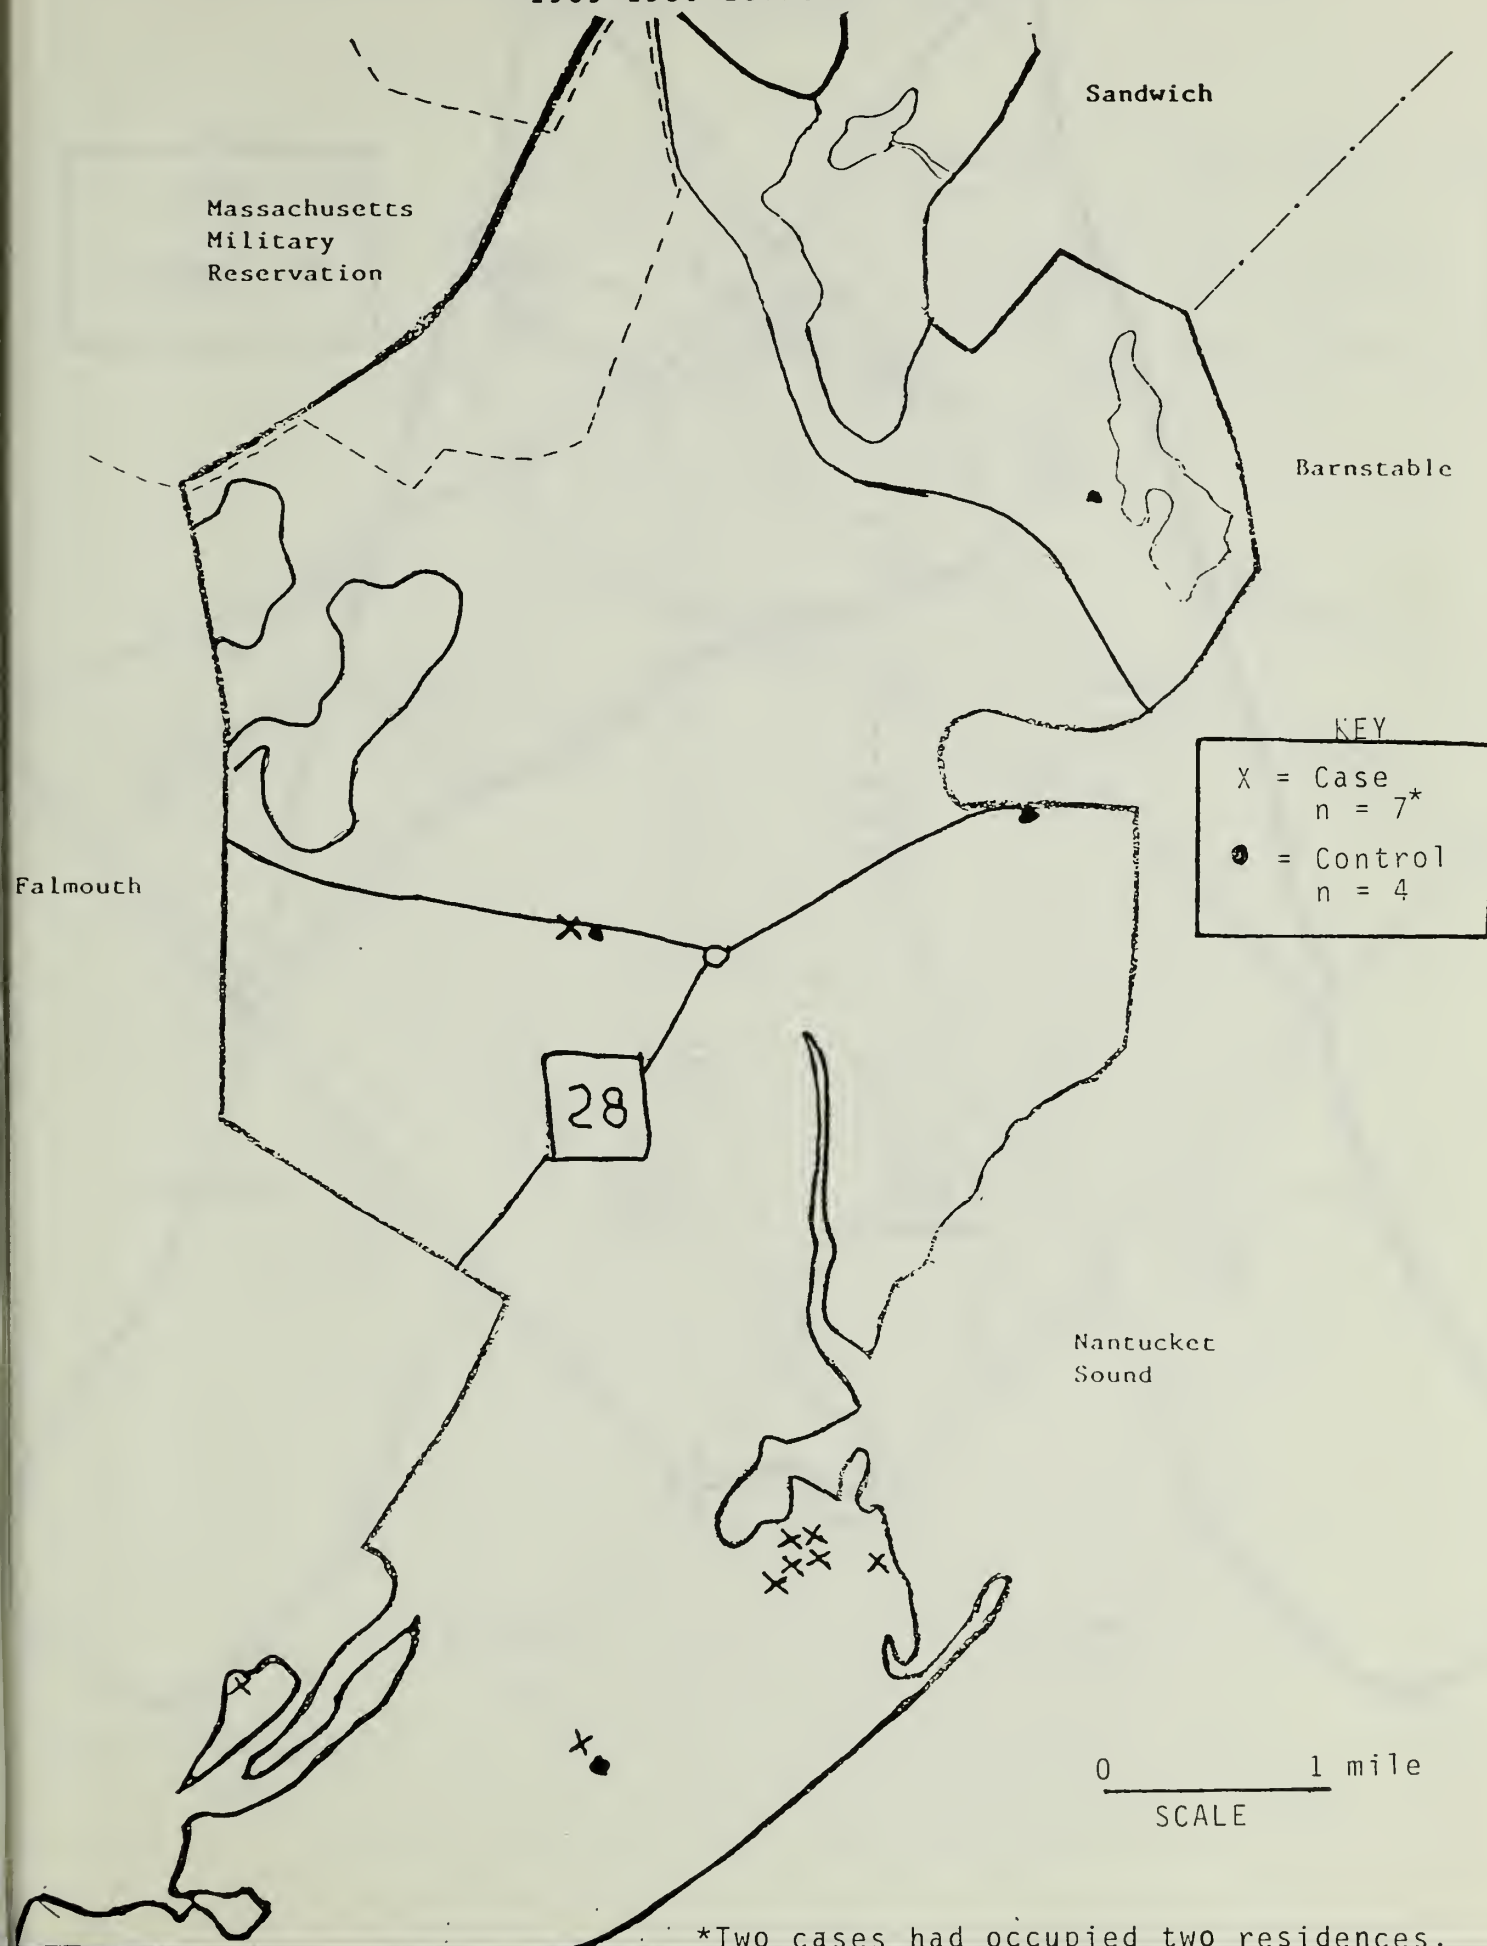 Sandwich
Massachusetts
Military
Reservation
Barnstable
KEY
X = Case
n = 7*
● = Control
n = 4
Falmouth
28
Nantucket
Sound
0 1 mile
SCALE
*Two cases had occupied two residences.